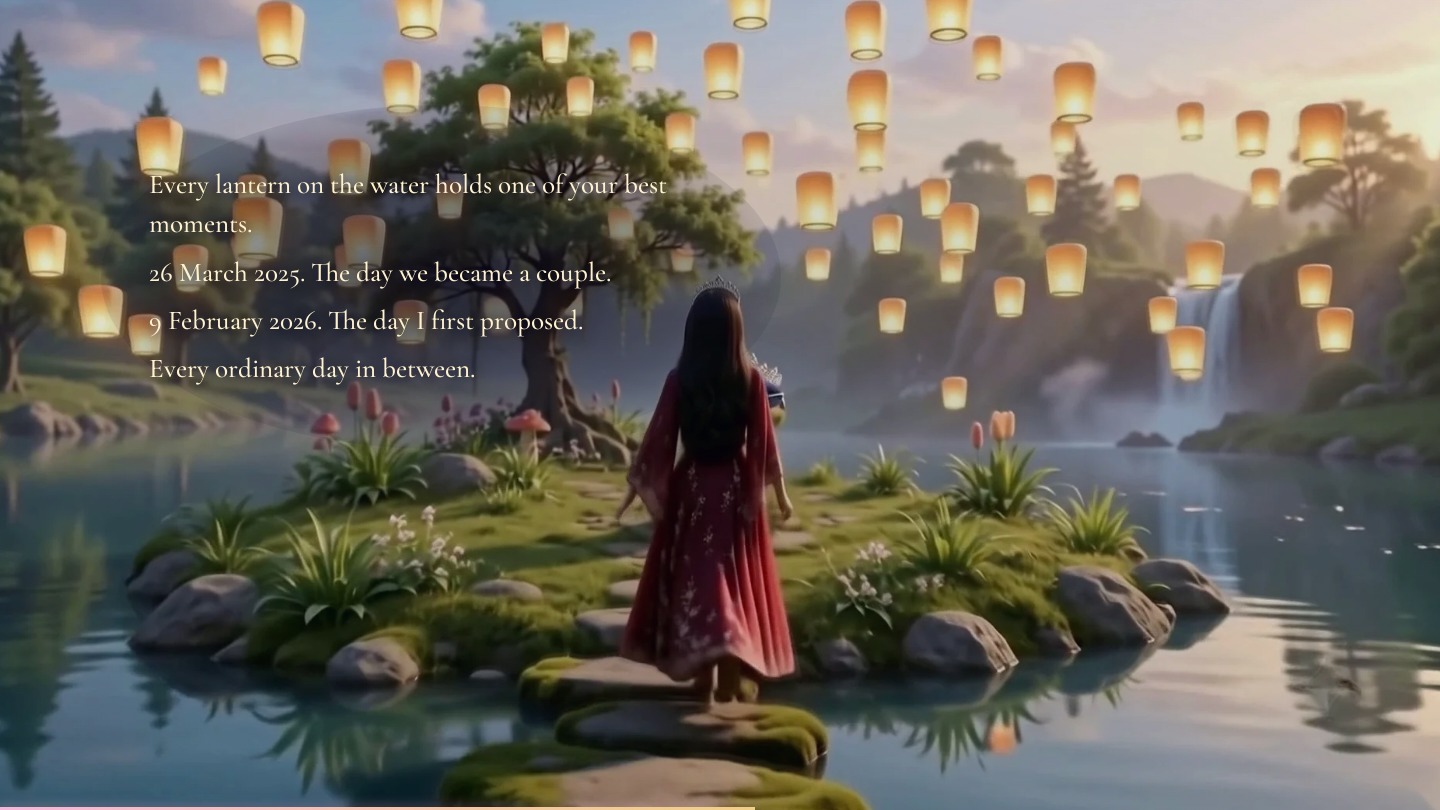 Every lantern on the water holds one of your best
moments.
26 March 2025. The day we became a couple.
9 February 2026. The day I first proposed.
Every ordinary day in between.